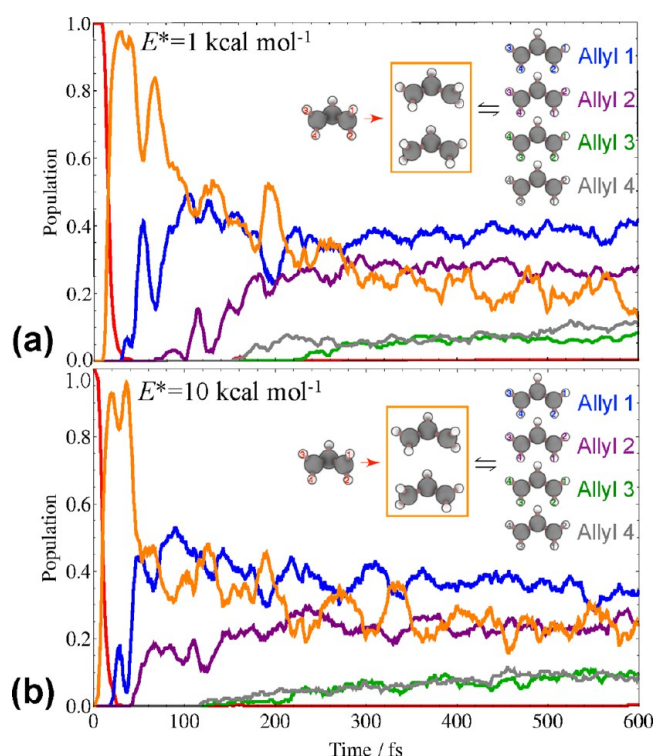 E*=1 kcal mol-1
Allyl 1
Allyl 2
Allyl 3
Allyl 4
1.0
0.8
0.6
0.4
0.2
0.0
Population
(a)
E*=10 kcal mol-1
Allyl 1
Allyl 2
Allyl 3
Allyl 4
1.0
0.8
0.6
0.4
0.2
0.0
Population
(b)
0 100 200 300 400 500 600
Time / fs